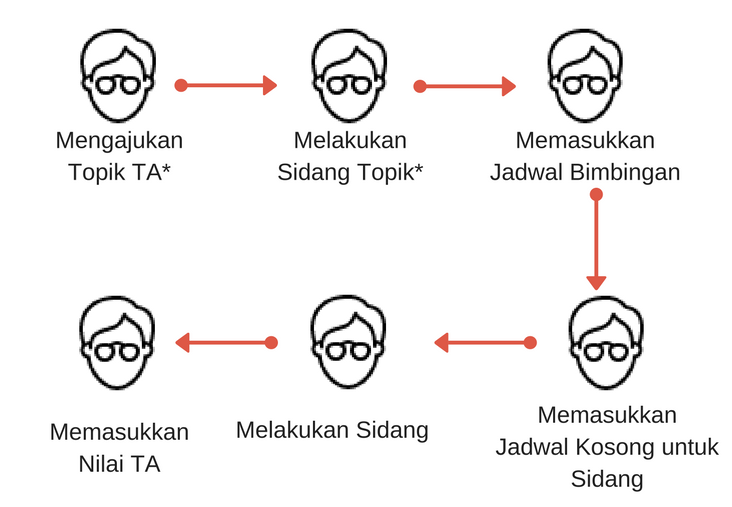 Mengajukan
Topik TA*
Melakukan
Sidang Topik*
Memasukkan
Jadwal Bimbingan
Memasukkan
Jadwal Kosong untuk
Sidang
Melakukan Sidang
Memasukkan
Nilai TA